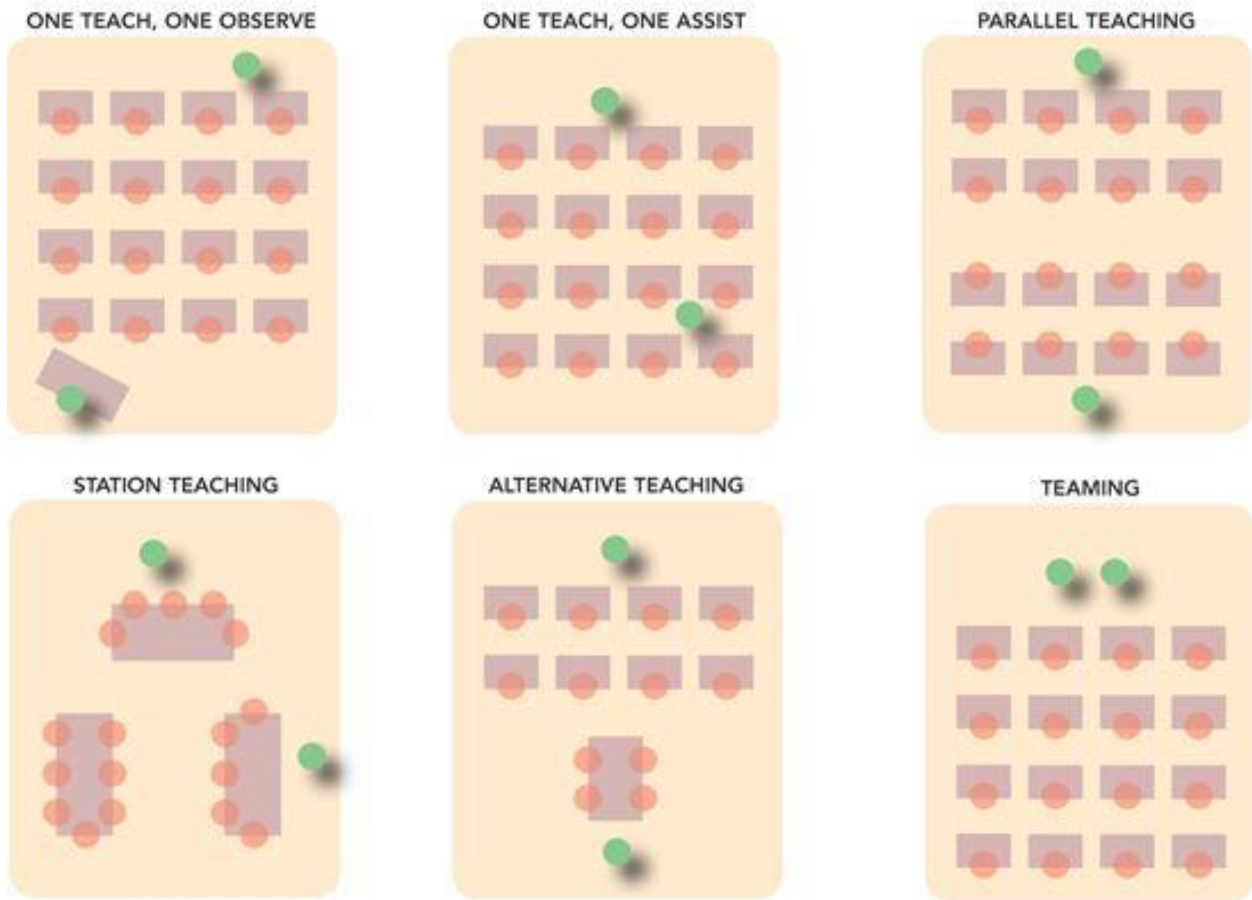 ONE TEACH, ONE OBSERVE
ONE TEACH, ONE ASSIST
PARALLEL TEACHING
STATION TEACHING
ALTERNATIVE TEACHING
TEAMING